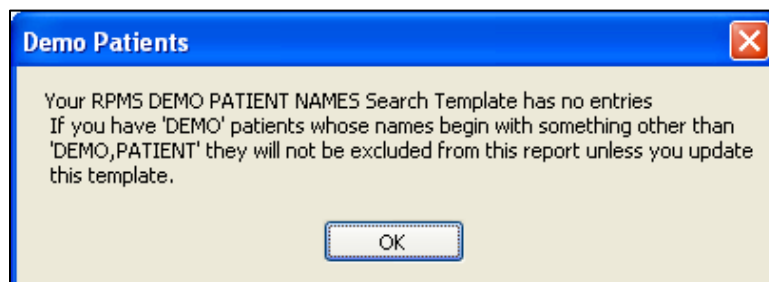 Demo Patients
Your RPMS DEMO PATIENT NAMES Search Template has no entries
If you have 'DEMO' patients whose names begin with something other than
'DEMO,PATIENT' they will not be excluded from this report unless you update
this template.
OK